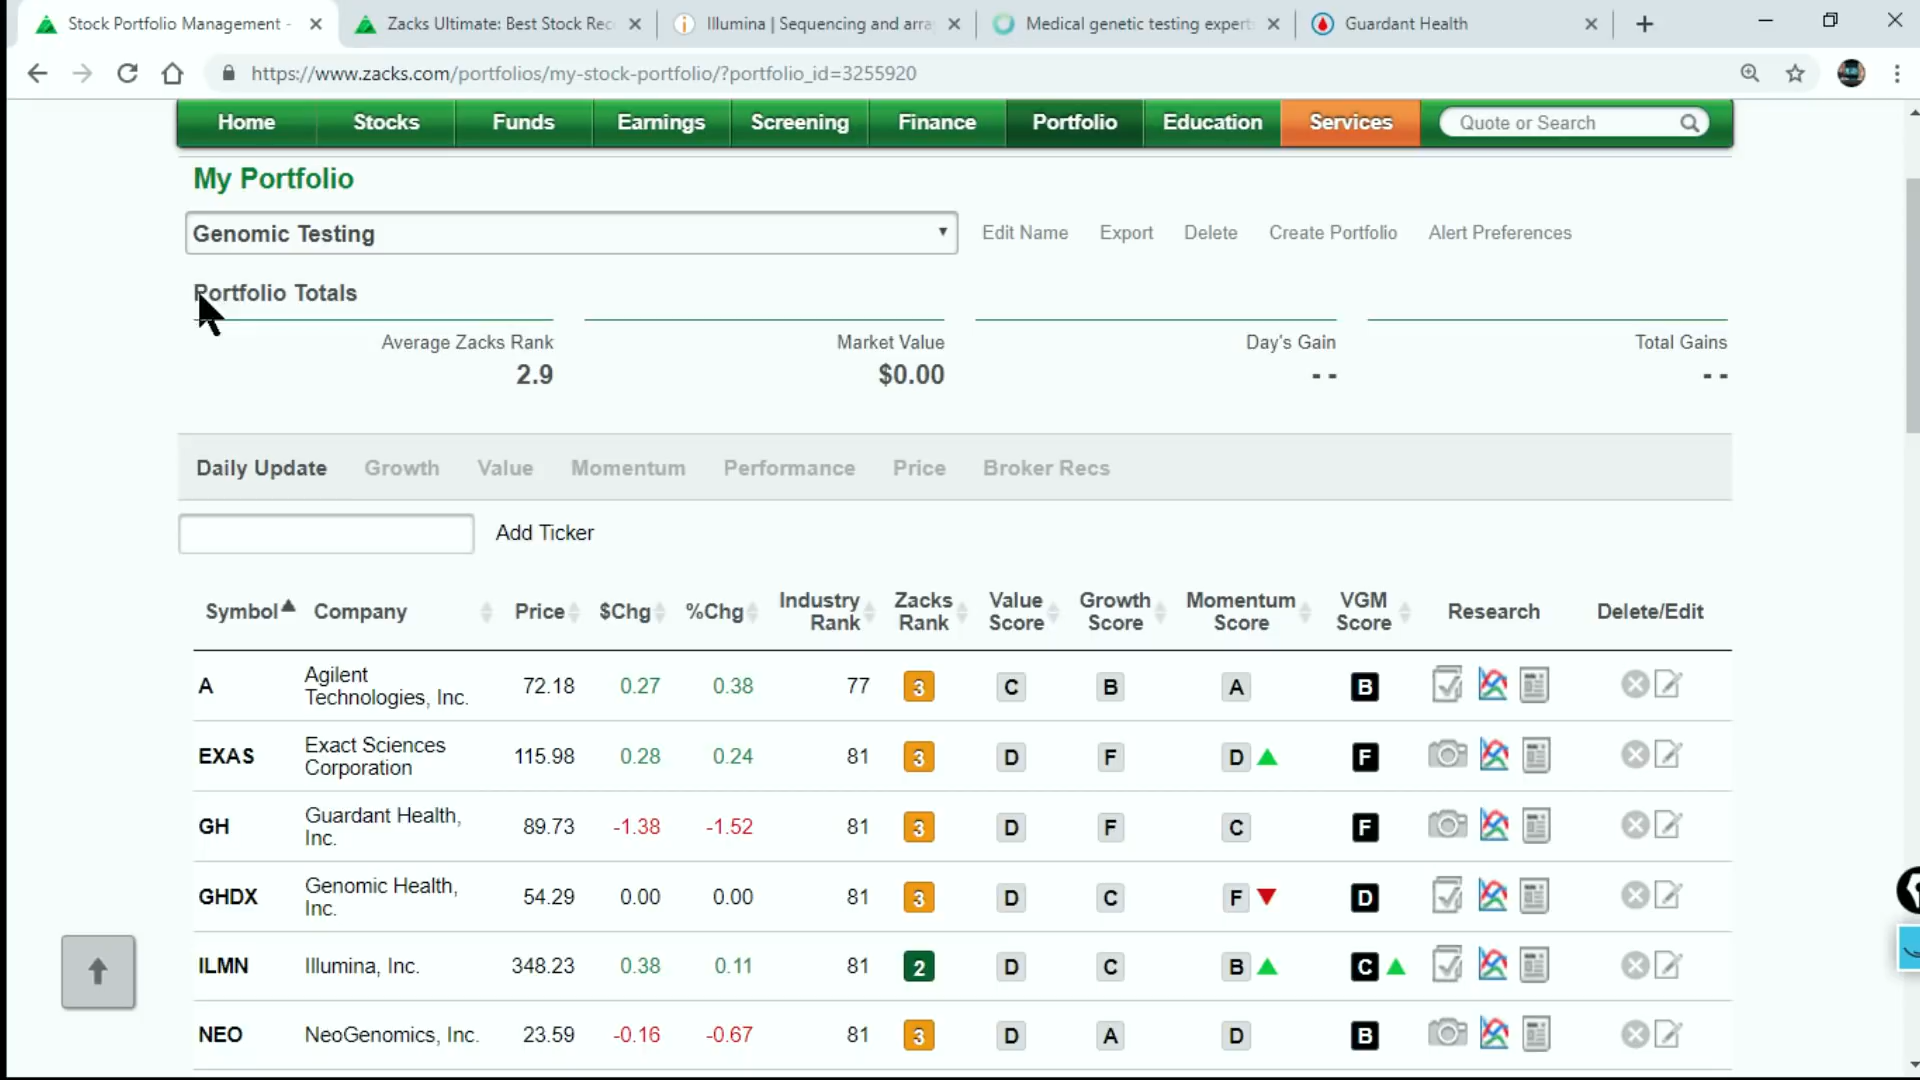 Stock Portfolio Management -
Zacks Ultimate: Best Stock Rec
Illumina | Sequencing and arra
Medical genetic testing expert
Guardant Health
https://www.zacks.com/portfolios/my-stock-portfolio/?portfolio_id=3255920
Home Stocks Funds Earnings Screening Finance Portfolio Education Services Quote or Search
My Portfolio
Genomic Testing
Edit Name Export Delete Create Portfolio Alert Preferences
Portfolio Totals
Average Zacks Rank Market Value Day's Gain Total Gains
2.9 $0.00 - - - -
Daily Update Growth Value Momentum Performance Price Broker Recs
Add Ticker
Symbol Company Price $Chg %Chg Industry Rank Zacks Rank Value Score Growth Score Momentum Score VGM Score Research Delete/Edit
A Agilent Technologies, Inc. 72.18 0.27 0.38 77 3 C B A B
EXAS Exact Sciences Corporation 115.98 0.28 0.24 81 3 D F D F
GH Guardant Health, Inc. 89.73 -1.38 -1.52 81 3 D F C F
GHDX Genomic Health, Inc. 54.29 0.00 0.00 81 3 D C F D
ILMN Illumina, Inc. 348.23 0.38 0.11 81 2 D C B C
NEO NeoGenomics, Inc. 23.59 -0.16 -0.67 81 3 D A D B